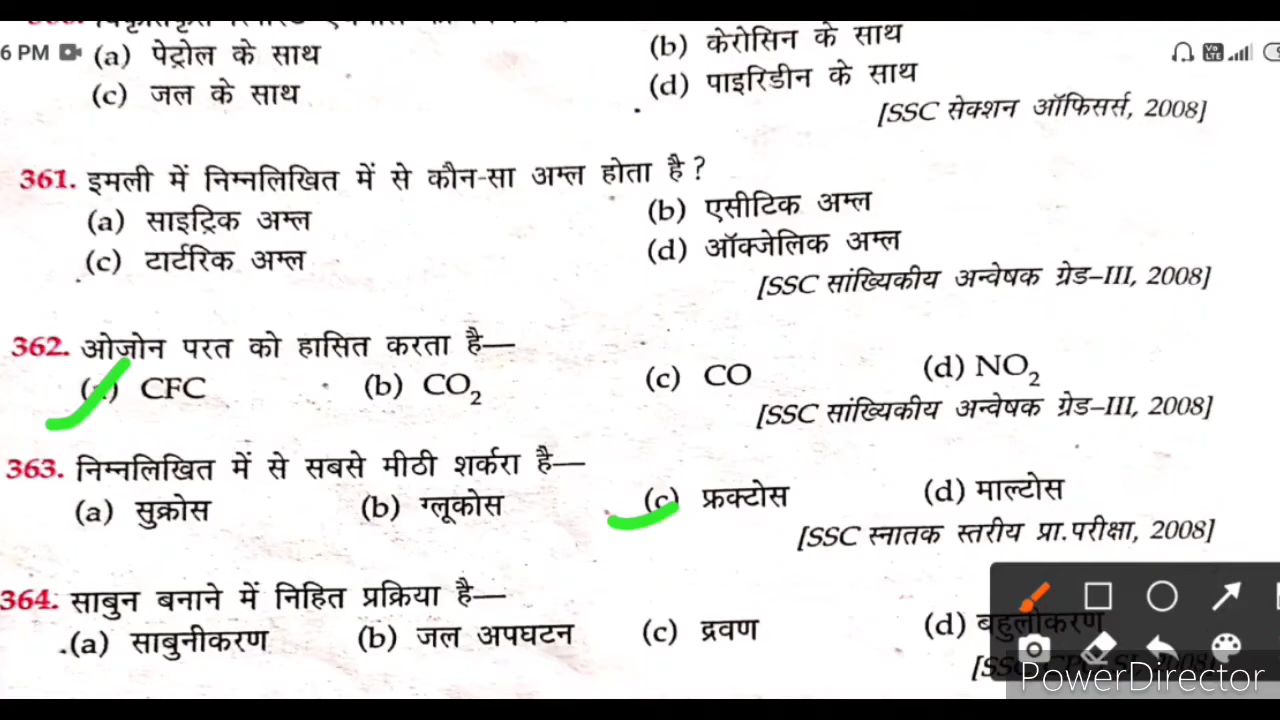 6 PM
(a) पेट्रोल के साथ (b) केरोसिन के साथ
(c) जल के साथ (d) पाइरिडीन के साथ
[SSC सेक्शन ऑफिसर्स, 2008]
361. इमली में निम्नलिखित में से कौन-सा अम्ल होता है ?
(a) साइट्रिक अम्ल (b) एसीटिक अम्ल
(c) टार्टरिक अम्ल (d) ऑक्जेलिक अम्ल
[SSC सांख्यिकीय अन्वेषक ग्रेड–III, 2008]
362. ओजोन परत को हासित करता है—
(a) CFC (b) CO₂ (c) CO (d) NO₂
[SSC सांख्यिकीय अन्वेषक ग्रेड–III, 2008]
363. निम्नलिखित में से सबसे मीठी शर्करा है—
(a) सुक्रोस (b) ग्लूकोस (c) फ्रक्टोस (d) माल्टोस
[SSC स्नातक स्तरीय प्रा.परीक्षा, 2008]
364. साबुन बनाने में निहित प्रक्रिया है—
(a) साबुनीकरण (b) जल अपघटन (c) द्रवण (d) बहुलीकरण
PowerDirector